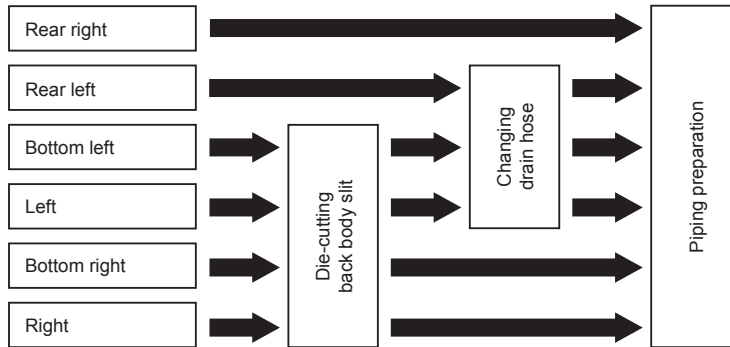 Rear right
Rear left
Bottom left
Left
Bottom right
Right
Die-cutting
back body slit
Changing
drain hose
Piping preparation